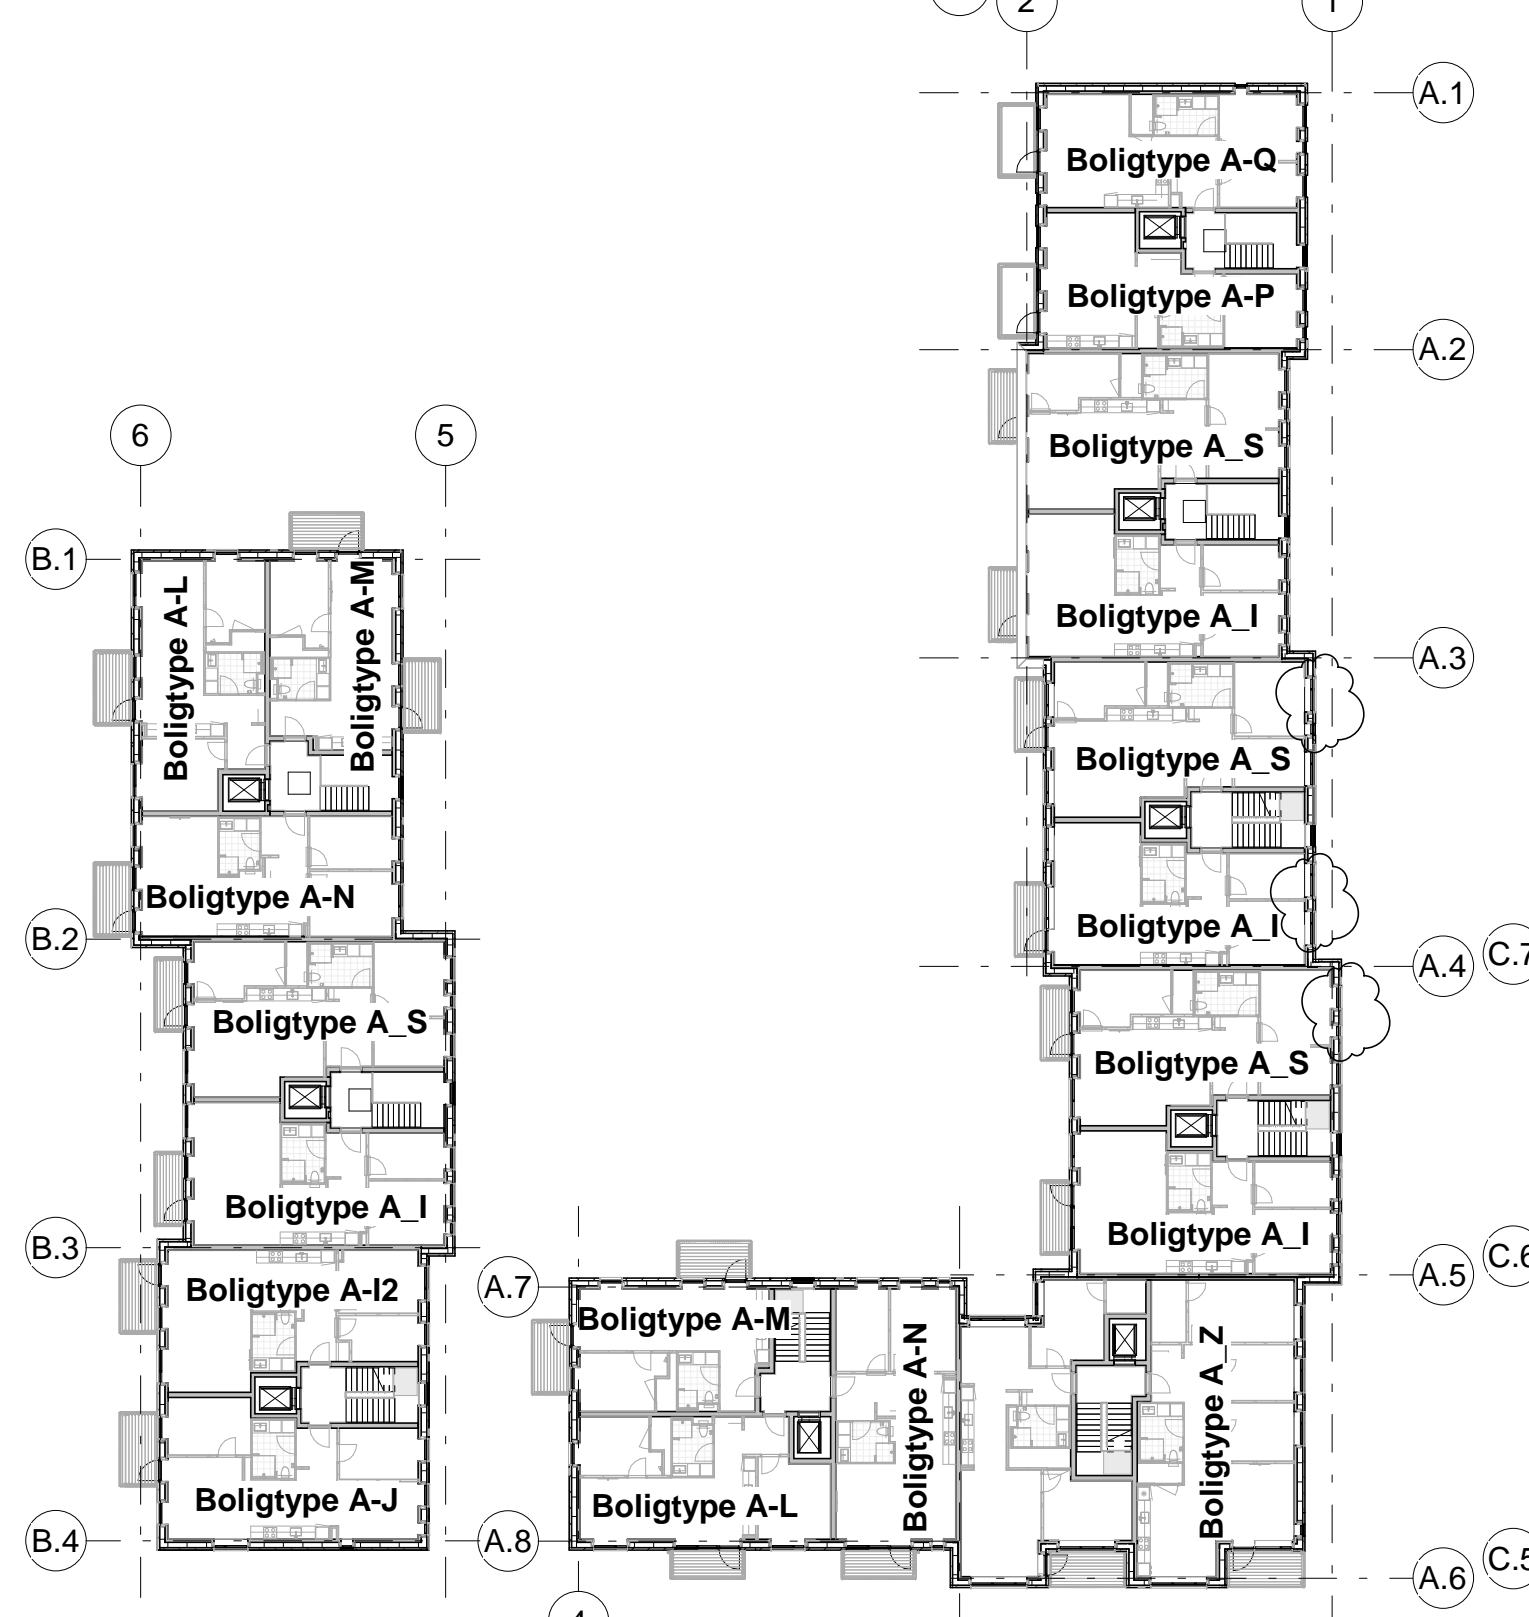 2
1
A.1
Boligtype A-Q
Boligtype A-P
A.2
6
5
Boligtype A_S
B.1
Boligtype A-L
Boligtype A-M
Boligtype A_I
A.3
Boligtype A_S
Boligtype A-N
B.2
Boligtype A_I
A.4
C.7
Boligtype A_S
Boligtype A_S
Boligtype A_I
Boligtype A_I
B.3
A.5
C.6
Boligtype A-I2
A.7
Boligtype A-M
Boligtype A-N
Boligtype A_Z
Boligtype A-J
Boligtype A-L
B.4
A.8
A.6
C.5